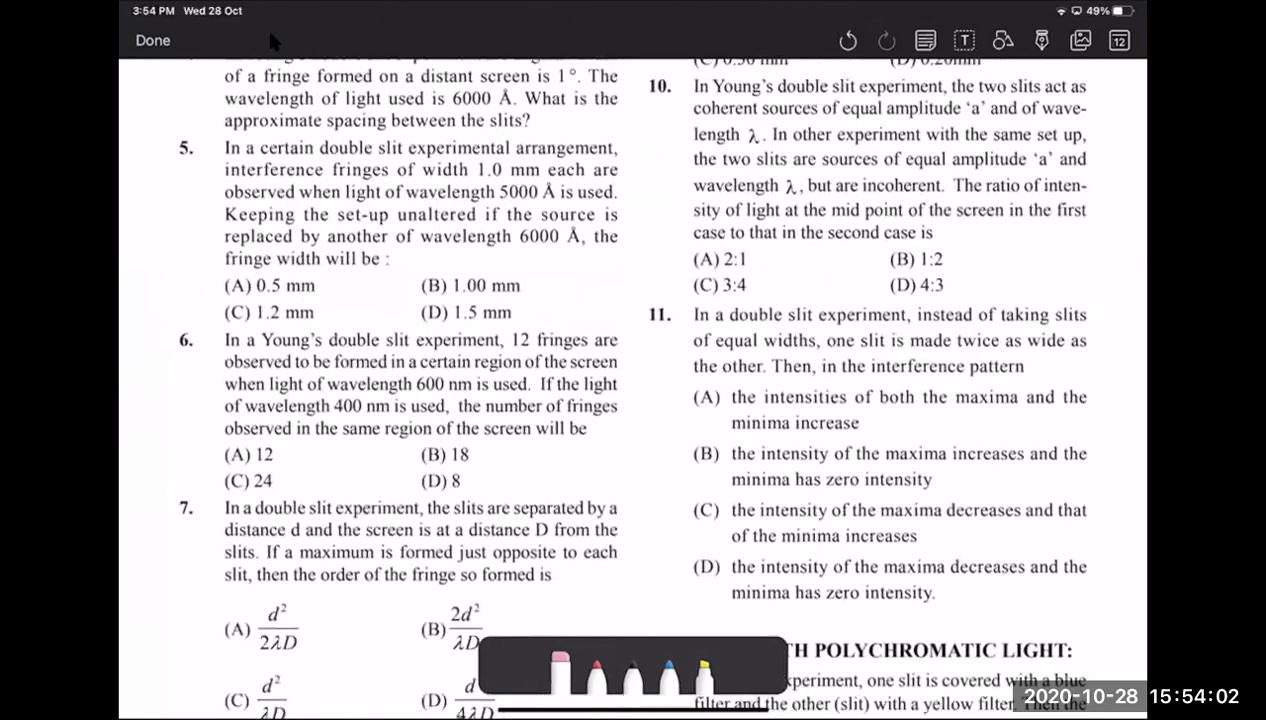 3:54 PM Wed 28 Oct
49%
Done
T
12
of a fringe formed on a distant screen is 1°. The
wavelength of light used is 6000 Å. What is the
approximate spacing between the slits?
5. In a certain double slit experimental arrangement,
interference fringes of width 1.0 mm each are
observed when light of wavelength 5000 Å is used.
Keeping the set-up unaltered if the source is
replaced by another of wavelength 6000 Å, the
fringe width will be :
(A) 0.5 mm (B) 1.00 mm
(C) 1.2 mm (D) 1.5 mm
6. In a Young's double slit experiment, 12 fringes are
observed to be formed in a certain region of the screen
when light of wavelength 600 nm is used. If the light
of wavelength 400 nm is used, the number of fringes
observed in the same region of the screen will be
(A) 12 (B) 18
(C) 24 (D) 8
7. In a double slit experiment, the slits are separated by a
distance d and the screen is at a distance D from the
slits. If a maximum is formed just opposite to each
slit, then the order of the fringe so formed is
(A) d²/2λD (B) 2d²/λD
(C) d²/λD (D) d/4λD
10. In Young's double slit experiment, the two slits act as
coherent sources of equal amplitude 'a' and of wave-
length λ. In other experiment with the same set up,
the two slits are sources of equal amplitude 'a' and
wavelength λ, but are incoherent. The ratio of inten-
sity of light at the mid point of the screen in the first
case to that in the second case is
(A) 2:1 (B) 1:2
(C) 3:4 (D) 4:3
11. In a double slit experiment, instead of taking slits
of equal widths, one slit is made twice as wide as
the other. Then, in the interference pattern
(A) the intensities of both the maxima and the
minima increase
(B) the intensity of the maxima increases and the
minima has zero intensity
(C) the intensity of the maxima decreases and that
of the minima increases
(D) the intensity of the maxima decreases and the
minima has zero intensity.
H POLYCHROMATIC LIGHT:
periment, one slit is covered with a blue
filter and the other (slit) with a yellow filter. Then the
2020-10-28 15:54:02